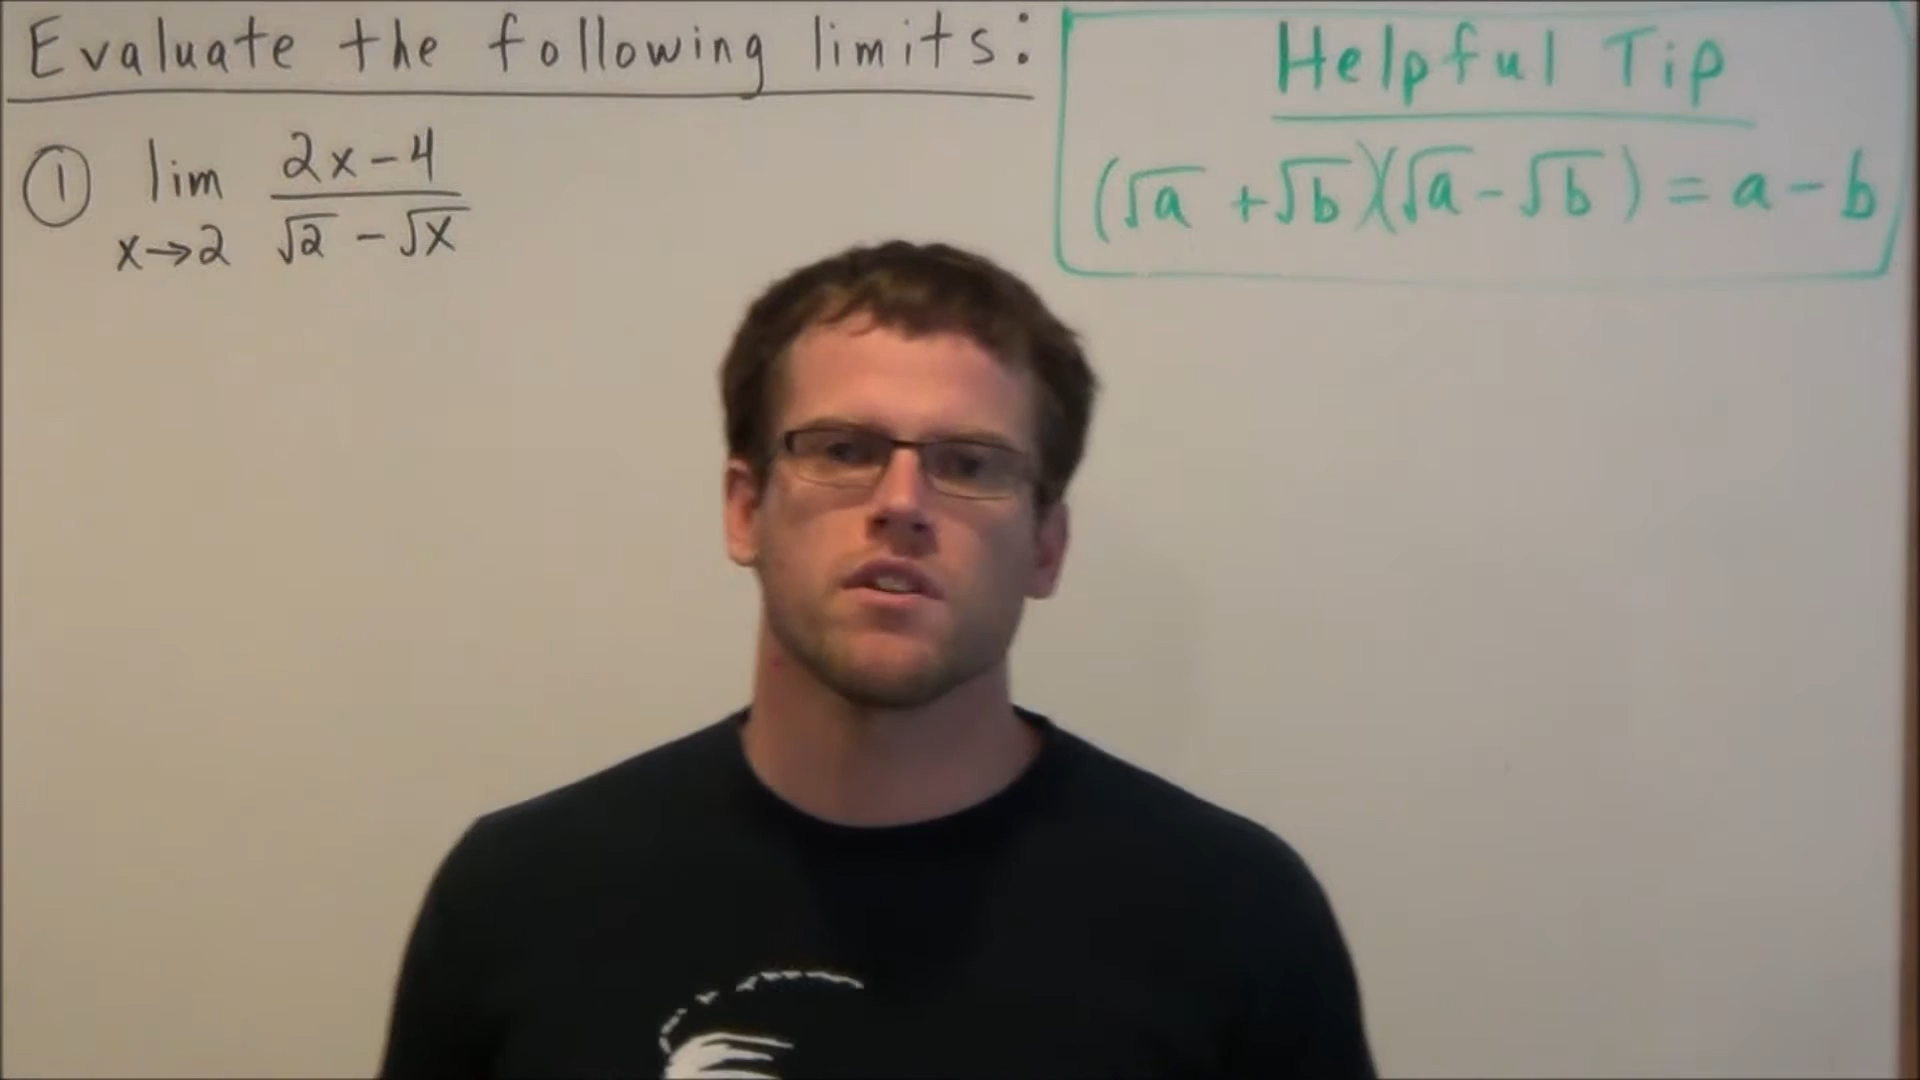 Evaluate the following limits:
① lim 2x-4
x→2 √2 - √x
Helpful Tip
(√a + √b)(√a - √b) = a - b